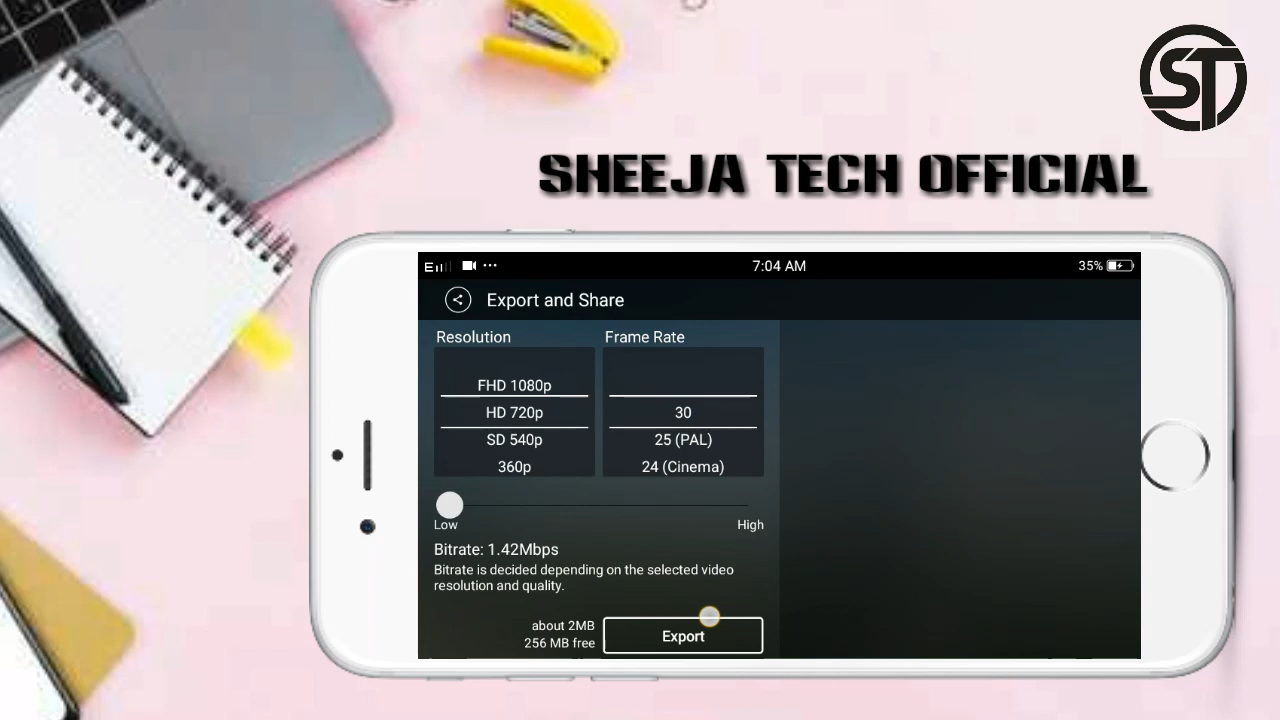 ST
SHEEJA TECH OFFICIAL
7:04 AM
35%
Export and Share
Resolution
Frame Rate
FHD 1080p
HD 720p
30
SD 540p
25 (PAL)
360p
24 (Cinema)
Low
High
Bitrate: 1.42Mbps
Bitrate is decided depending on the selected video
resolution and quality.
about 2MB
256 MB free
Export